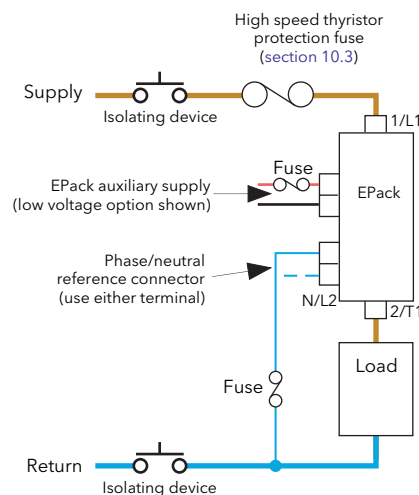 High speed thyristor
protection fuse
(section 10.3)
Supply
Isolating device
1/L1
Fuse
EPack auxiliary supply
(low voltage option shown)
EPack
Phase/neutral
reference connector
(use either terminal)
N/L2
2/T1
Load
Fuse
Return
Isolating device